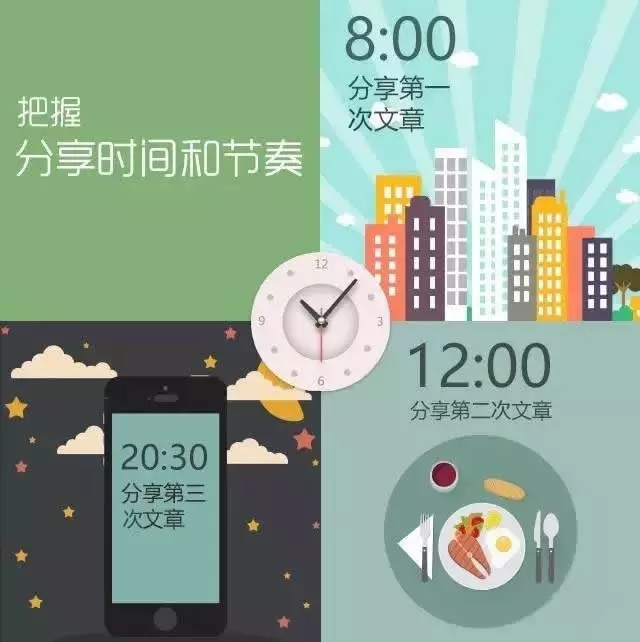 把握
分享时间和节奏
8:00
分享第一
次文章
12
3
6
9
12:00
分享第二次文章
20:30
分享第三
次文章